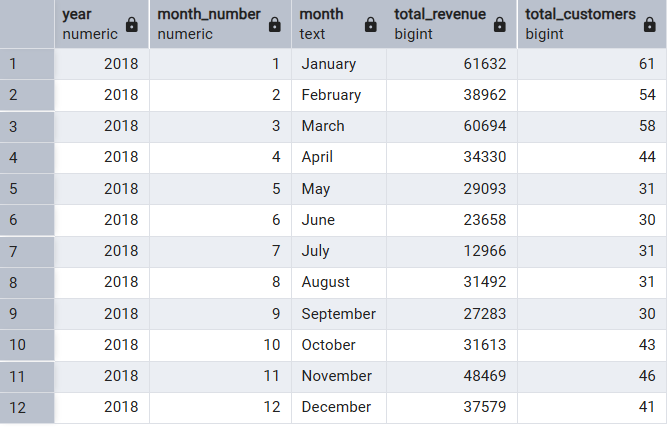 year month_number month total_revenue total_customers
numeric numeric text bigint bigint
1 2018 1 January 61632 61
2 2018 2 February 38962 54
3 2018 3 March 60694 58
4 2018 4 April 34330 44
5 2018 5 May 29093 31
6 2018 6 June 23658 30
7 2018 7 July 12966 31
8 2018 8 August 31492 31
9 2018 9 September 27283 30
10 2018 10 October 31613 43
11 2018 11 November 48469 46
12 2018 12 December 37579 41